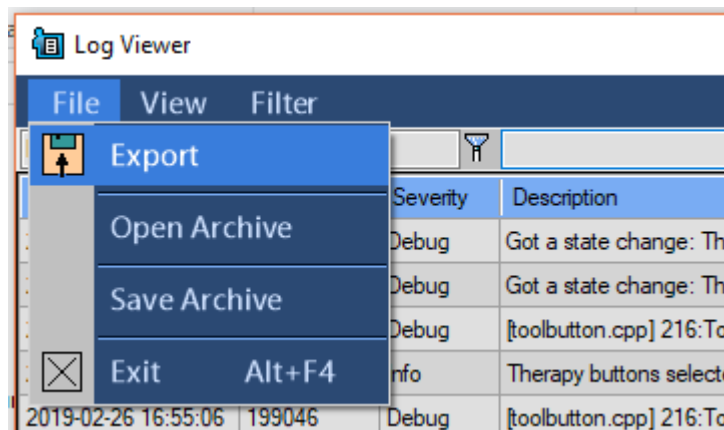 Log Viewer
File View Filter
Export
Severity Description
Open Archive
Debug Got a state change: Th
Debug Got a state change: Th
Save Archive
Debug [toolbutton.cpp] 216:To
Exit Alt+F4
nfo Therapy buttons select
2019-02-26 16:55:06 199046 Debug [toolbutton.cpp] 216:To